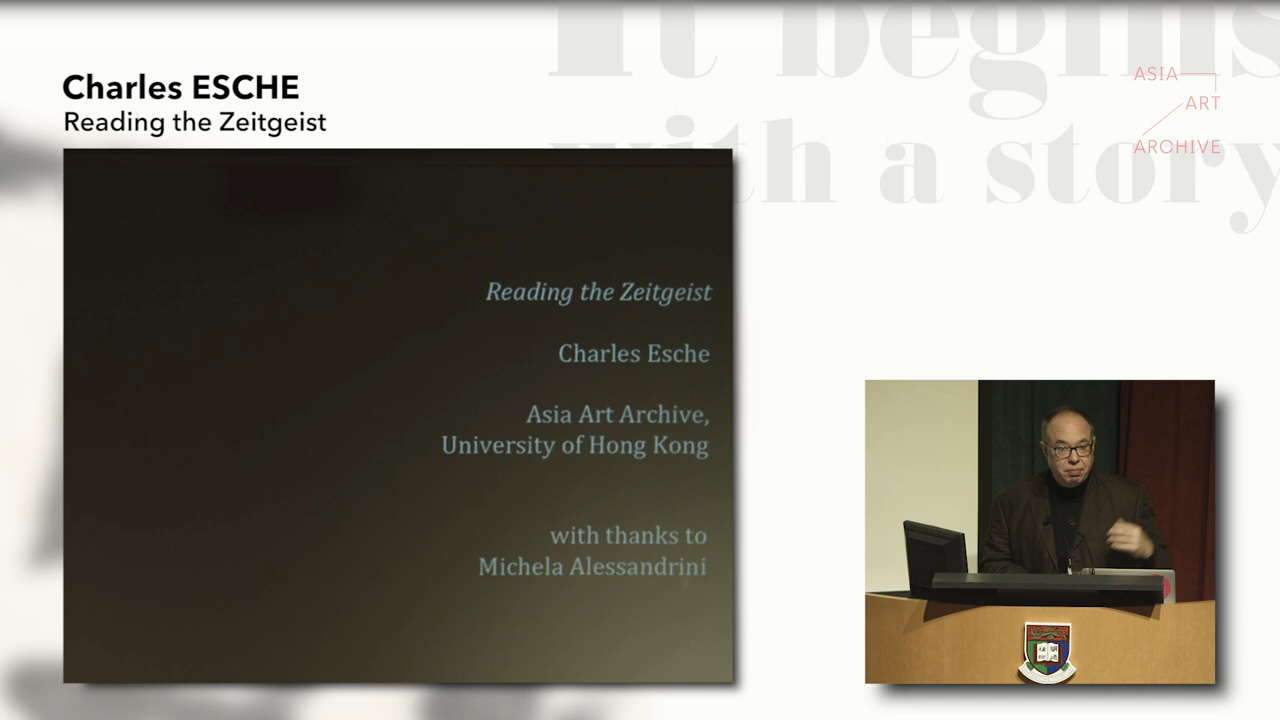 It begins
with a story
Charles ESCHE
Reading the Zeitgeist
ASIA
ART
ARCHIVE
Reading the Zeitgeist
Charles Esche
Asia Art Archive,
University of Hong Kong
with thanks to
Michela Alessandrini